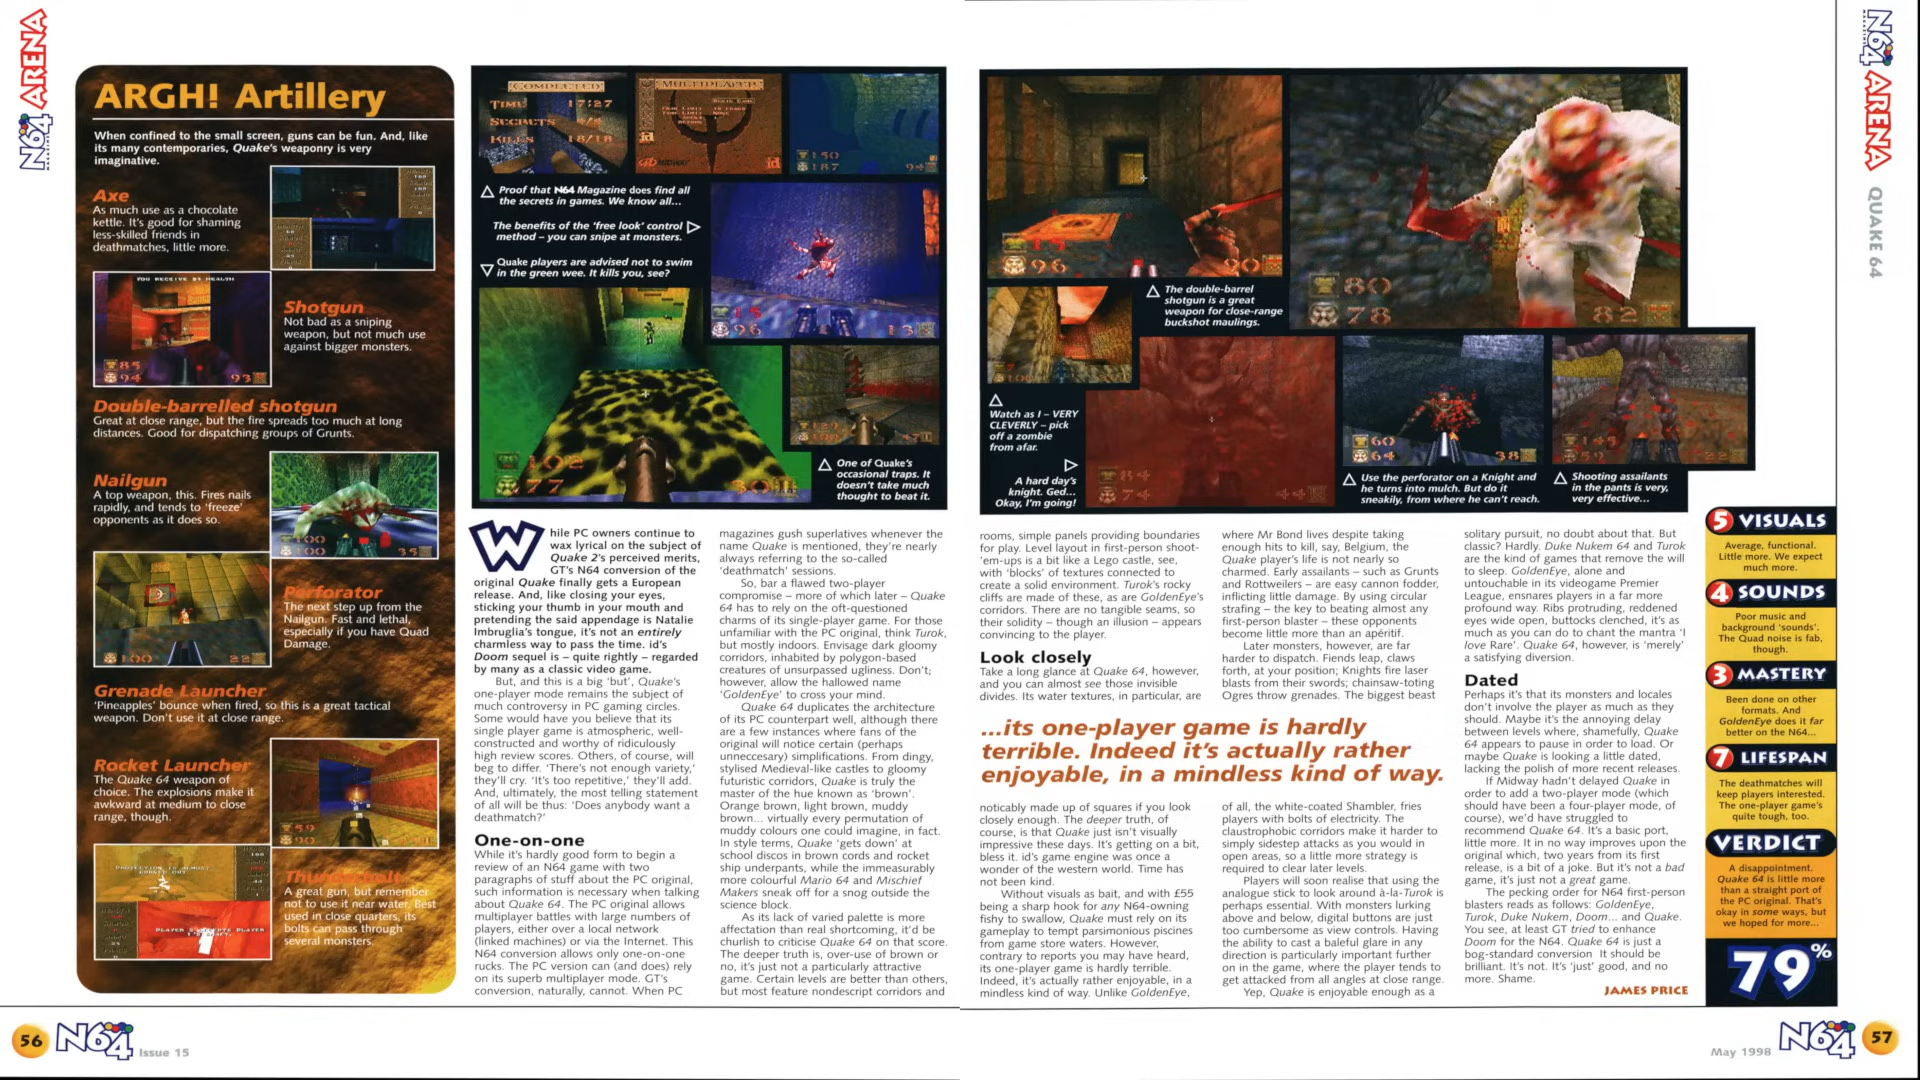 N64 ARENA
ARGH! Artillery
When confined to the small screen, guns can be fun. And, like
its many contemporaries, Quake's weaponry is very
imaginative.
Axe
As much use as a chocolate
kettle. It's good for shaming
less-skilled friends in
deathmatches, little more.
Shotgun
Not bad as a sniping
weapon, but not much use
against bigger monsters.
Double-barrelled shotgun
Great at close range, but the fire spreads too much at long
distances. Good for dispatching groups of Grunts.
Nailgun
A top weapon, this. Fires nails
rapidly, and tends to 'freeze'
opponents as it does so.
Perforator
The next step up from the
Nailgun. Fast and lethal,
especially if you have Quad
Damage.
Grenade Launcher
'Pineapples' bounce when fired, so this is a great tactical
weapon. Don't use it at close range.
Rocket Launcher
The Quake 64 weapon of
choice. The explosions make it
awkward at medium to close
range, though.
Thunderbolt
A great gun, but remember
not to use it near water. Best
used in close quarters, its
bolts can pass through
several monsters.
YOU RECEIVE 25 HEALTH
85
94 93
100
100 35
100 22
59
90
COMPLETED
TIME 17:27
SECRETS 4/4
KILLS 18/18
MULTIPLAYER
id
id
150
187 94
Proof that N64 Magazine does find all
the secrets in games. We know all...
The benefits of the 'free look' control
method – you can snipe at monsters.
Quake players are advised not to swim
in the green wee. It kills you, see?
15
96 13
102
77 30
One of Quake's
occasional traps. It
doesn't take much
thought to beat it.
While PC owners continue to
wax lyrical on the subject of
Quake 2's perceived merits,
GT's N64 conversion of the
original Quake finally gets a European
release. And, like closing your eyes,
sticking your thumb in your mouth and
pretending the said appendage is Natalie
Imbruglia's tongue, it's not an entirely
charmless way to pass the time. id's
Doom sequel is – quite rightly – regarded
by many as a classic video game.
But, and this is a big 'but', Quake's
one-player mode remains the subject of
much controversy in PC gaming circles.
Some would have you believe that its
single player game is atmospheric, well-
constructed and worthy of ridiculously
high review scores. Others, of course, will
beg to differ. 'There's not enough variety,'
they'll cry. 'It's too repetitive,' they'll add.
And, ultimately, the most telling statement
of all will be thus: 'Does anybody want a
deathmatch?'
One-on-one
While it's hardly good form to begin a
review of an N64 game with two
paragraphs of stuff about the PC original,
such information is necessary when talking
about Quake 64. The PC original allows
multiplayer battles with large numbers of
players, either over a local network
(linked machines) or via the Internet. This
N64 conversion allows only one-on-one
rucks. The PC version can (and does) rely
on its superb multiplayer mode. GT's
conversion, naturally, cannot. When PC
magazines gush superlatives whenever the
name Quake is mentioned, they're nearly
always referring to the so-called
'deathmatch' sessions.
So, bar a flawed two-player
compromise – more of which later – Quake
64 has to rely on the oft-questioned
charms of its single-player game. For those
unfamiliar with the PC original, think Turok,
but mostly indoors. Envisage dark gloomy
corridors, inhabited by polygon-based
creatures of unsurpassed ugliness. Don't;
however, allow the hallowed name
'GoldenEye' to cross your mind.
Quake 64 duplicates the architecture
of its PC counterpart well, although there
are a few instances where fans of the
original will notice certain (perhaps
unneccesary) simplifications. From dingy,
stylised Medieval-like castles to gloomy
futuristic corridors, Quake is truly the
master of the hue known as 'brown'.
Orange brown, light brown, muddy
brown... virtually every permutation of
muddy colours one could imagine, in fact.
In style terms, Quake 'gets down' at
school discos in brown cords and rocket
ship underpants, while the immeasurably
more colourful Mario 64 and Mischief
Makers sneak off for a snog outside the
science block.
As its lack of varied palette is more
affectation than real shortcoming, it'd be
churlish to criticise Quake 64 on that score.
The deeper truth is, over-use of brown or
no, it's just not a particularly attractive
game. Certain levels are better than others,
but most feature nondescript corridors and
56 N64 Issue 15
N64 ARENA QUAKE 64
15
96 90
80
78 82
The double-barrel
shotgun is a great
weapon for close-range
buckshot maulings.
Watch as I – VERY
CLEVERLY – pick
off a zombie
from afar.
A hard day's
knight. Ged...
Okay, I'm going!
84
74 44
60
64 38
145
59 22
Use the perforator on a Knight and
he turns into mulch. But do it
sneakily, from where he can't reach.
Shooting assailants
in the pants is very,
very effective...
rooms, simple panels providing boundaries
for play. Level layout in first-person shoot-
'em-ups is a bit like a Lego castle, see,
with 'blocks' of textures connected to
create a solid environment. Turok's rocky
cliffs are made of these, as are GoldenEye's
corridors. There are no tangible seams, so
their solidity – though an illusion – appears
convincing to the player.
Look closely
Take a long glance at Quake 64, however,
and you can almost see those invisible
divides. Its water textures, in particular, are
...its one-player game is hardly
terrible. Indeed it's actually rather
enjoyable, in a mindless kind of way.
noticably made up of squares if you look
closely enough. The deeper truth, of
course, is that Quake just isn't visually
impressive these days. It's getting on a bit,
bless it. id's game engine was once a
wonder of the modern world. Time has
not been kind.
Without visuals as bait, and with £55
being a sharp hook for any N64-owning
fishy to swallow, Quake must rely on its
gameplay to tempt parsimonious piscines
from game store waters. However,
contrary to reports you may have heard,
its one-player game is hardly terrible.
Indeed, it's actually rather enjoyable, in a
mindless kind of way. Unlike GoldenEye,
where Mr Bond lives despite taking
enough hits to kill, say, Belgium, the
Quake player's life is not nearly so
charmed. Early assailants – such as Grunts
and Rottweilers – are easy cannon fodder,
inflicting little damage. By using circular
strafing – the key to beating almost any
first-person blaster – these opponents
become little more than an apéritif.
Later monsters, however, are far
harder to dispatch. Fiends leap, claws
forth, at your position; Knights fire laser
blasts from their swords; chainsaw-toting
Ogres throw grenades. The biggest beast
of all, the white-coated Shambler, fries
players with bolts of electricity. The
claustrophobic corridors make it harder to
simply sidestep attacks as you would in
open areas, so a little more strategy is
required to clear later levels.
Players will soon realise that using the
analogue stick to look around à-la-Turok is
perhaps essential. With monsters lurking
above and below, digital buttons are just
too cumbersome as view controls. Having
the ability to cast a baleful glare in any
direction is particularly important further
on in the game, where the player tends to
get attacked from all angles at close range.
Yep, Quake is enjoyable enough as a
solitary pursuit, no doubt about that. But
classic? Hardly. Duke Nukem 64 and Turok
are the kind of games that remove the will
to sleep. GoldenEye, alone and
untouchable in its videogame Premier
League, ensnares players in a far more
profound way. Ribs protruding, reddened
eyes wide open, buttocks clenched, it's as
much as you can do to chant the mantra 'I
love Rare'. Quake 64, however, is 'merely'
a satisfying diversion.
Dated
Perhaps it's that its monsters and locales
don't involve the player as much as they
should. Maybe it's the annoying delay
between levels where, shamefully, Quake
64 appears to pause in order to load. Or
maybe Quake is looking a little dated,
lacking the polish of more recent releases.
If Midway hadn't delayed Quake in
order to add a two-player mode (which
should have been a four-player mode, of
course), we'd have struggled to
recommend Quake 64. It's a basic port,
little more. It in no way improves upon the
original which, two years from its first
release, is a bit of a joke. But it's not a bad
game, it's just not a great game.
The pecking order for N64 first-person
blasters reads as follows: GoldenEye,
Turok, Duke Nukem, Doom... and Quake.
You see, at least GT tried to enhance
Doom for the N64. Quake 64 is just a
bog-standard conversion It should be
brilliant. It's not. It's 'just' good, and no
more. Shame.
JAMES PRICE
5 VISUALS
Average, functional.
Little more. We expect
much more.
4 SOUNDS
Poor music and
background 'sounds'.
The Quad noise is fab,
though.
3 MASTERY
Been done on other
formats. And
GoldenEye does it far
better on the N64...
7 LIFESPAN
The deathmatches will
keep players interested.
The one-player game's
quite tough, too.
VERDICT
A disappointment.
Quake 64 is little more
than a straight port of
the PC original. That's
okay in some ways, but
we hoped for more...
79%
May 1998 N64 57